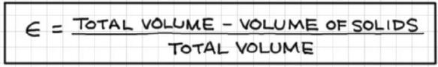 ϵ = TOTAL VOLUME - VOLUME OF SOLIDS
TOTAL VOLUME